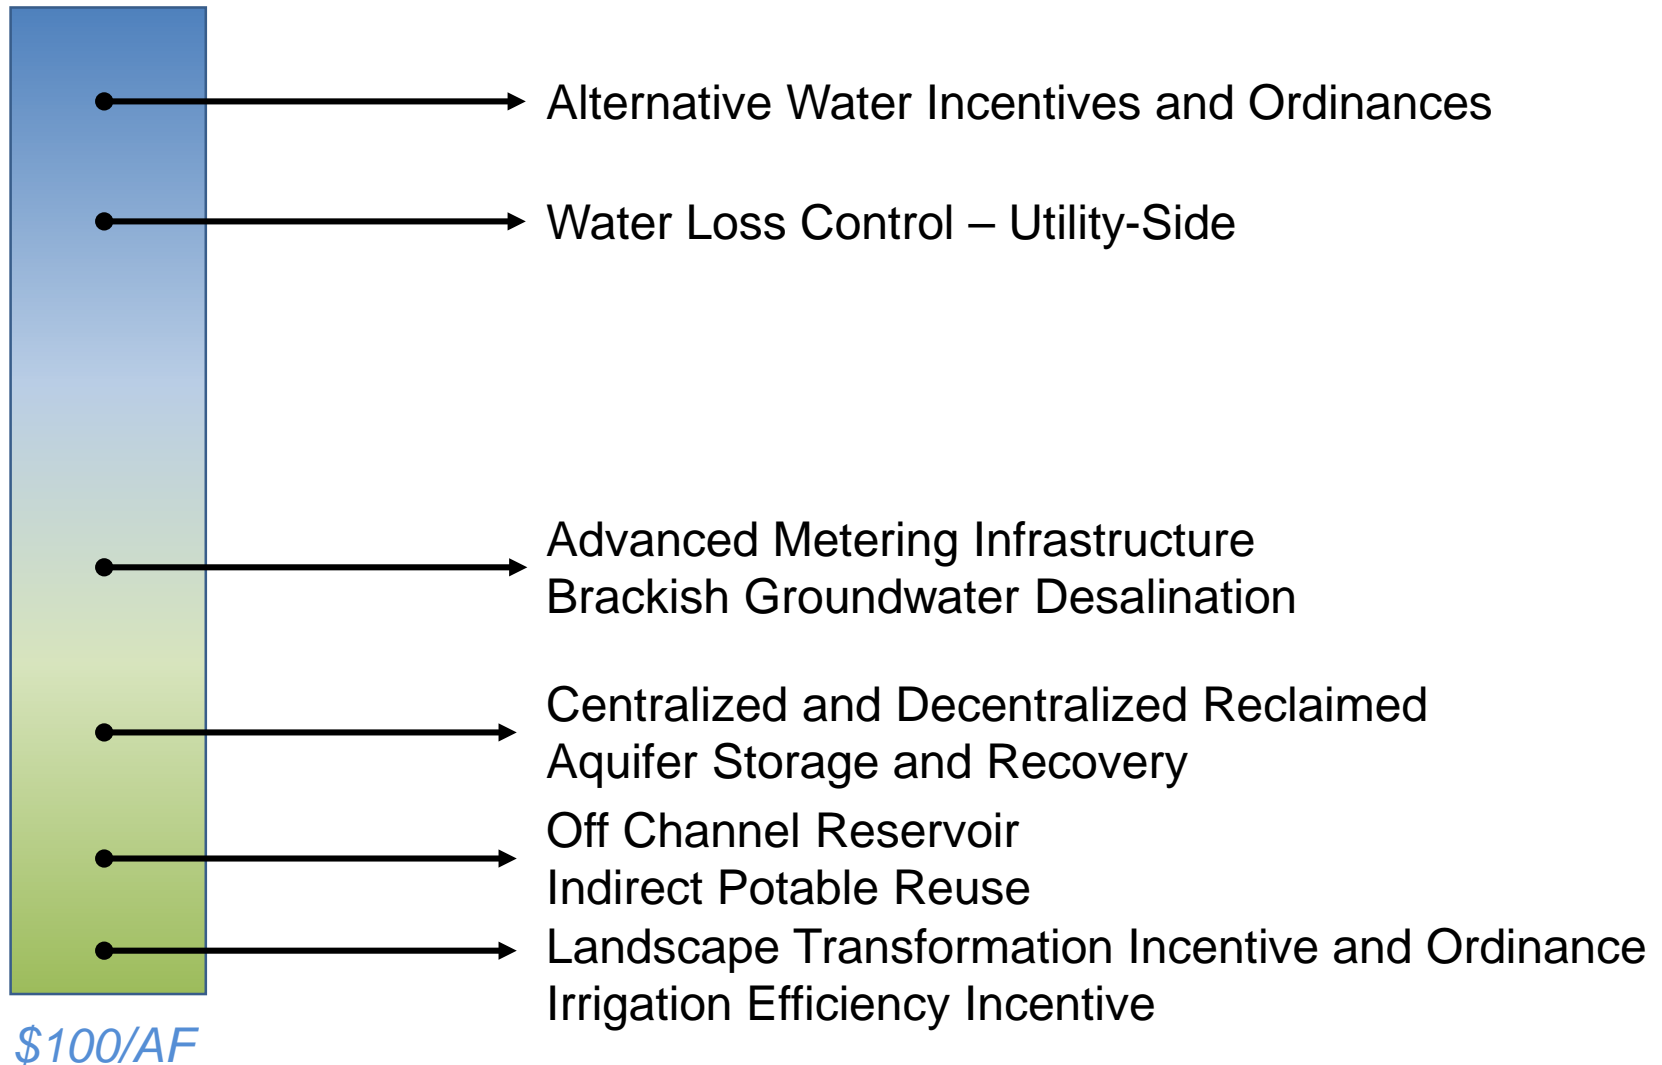 Alternative Water Incentives and Ordinances
Water Loss Control – Utility-Side
Advanced Metering Infrastructure
Brackish Groundwater Desalination
Centralized and Decentralized Reclaimed
Aquifer Storage and Recovery
Off Channel Reservoir
Indirect Potable Reuse
Landscape Transformation Incentive and Ordinance
Irrigation Efficiency Incentive
$100/AF